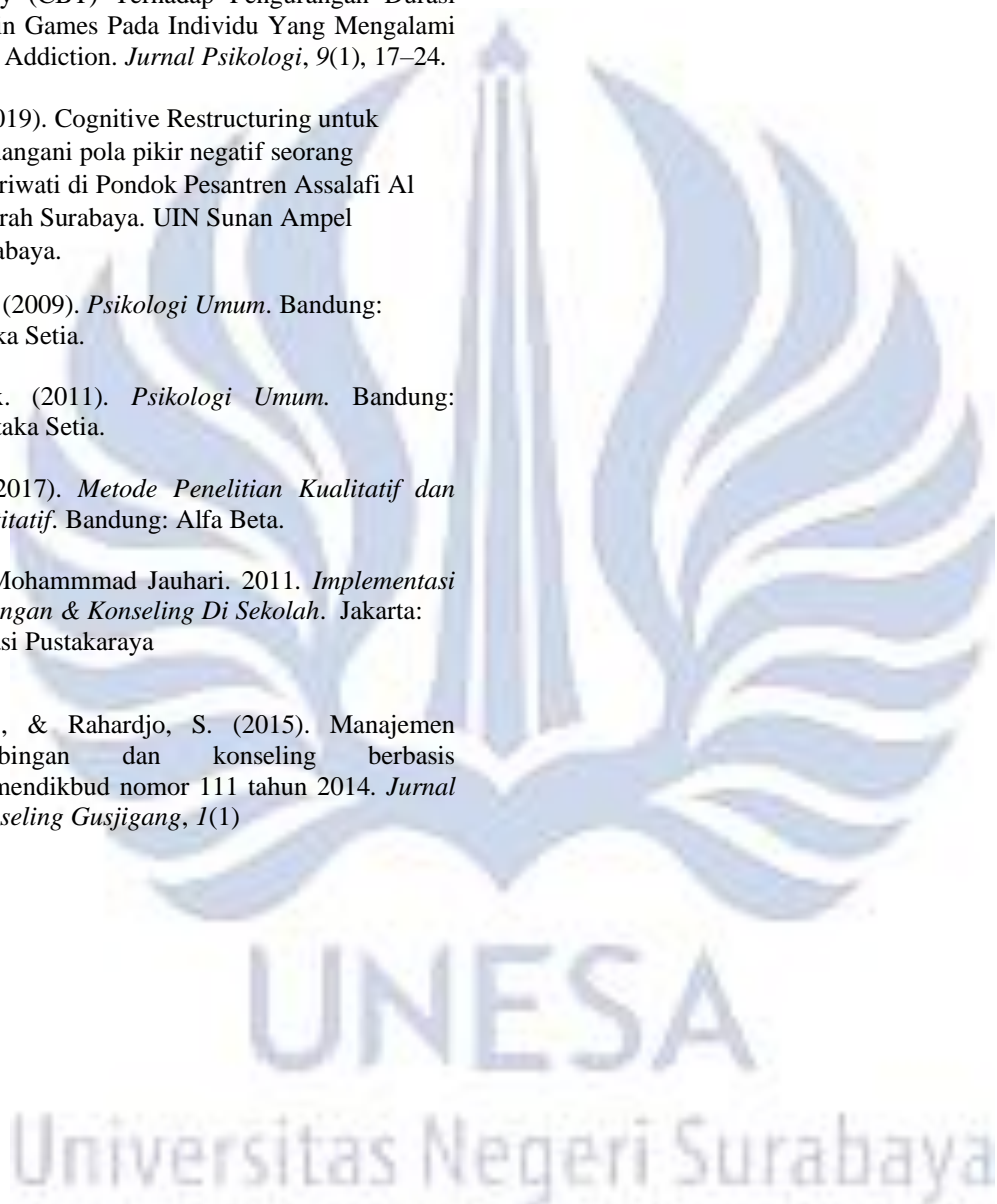 (CBT) Terhadap Pengurangan Durasi
Games Pada Individu Yang Mengalami
Addiction. Jurnal Psikologi, 9(1), 17–24.
019). Cognitive Restructuring untuk
angani pola pikir negatif seorang
riwati di Pondok Pesantren Assalafi Al
rah Surabaya. UIN Sunan Ampel
abaya.
(2009). Psikologi Umum. Bandung:
ka Setia.
k. (2011). Psikologi Umum. Bandung:
taka Setia.
2017). Metode Penelitian Kualitatif dan
titatif. Bandung: Alfa Beta.
Mohammmad Jauhari. 2011. Implementasi
ngan & Konseling Di Sekolah. Jakarta:
asi Pustakaraya
., & Rahardjo, S. (2015). Manajemen
bingan dan konseling berbasis
mendikbud nomor 111 tahun 2014. Jurnal
seling Gusjigang, 1(1)
UNESA
Universitas Negeri Surabaya